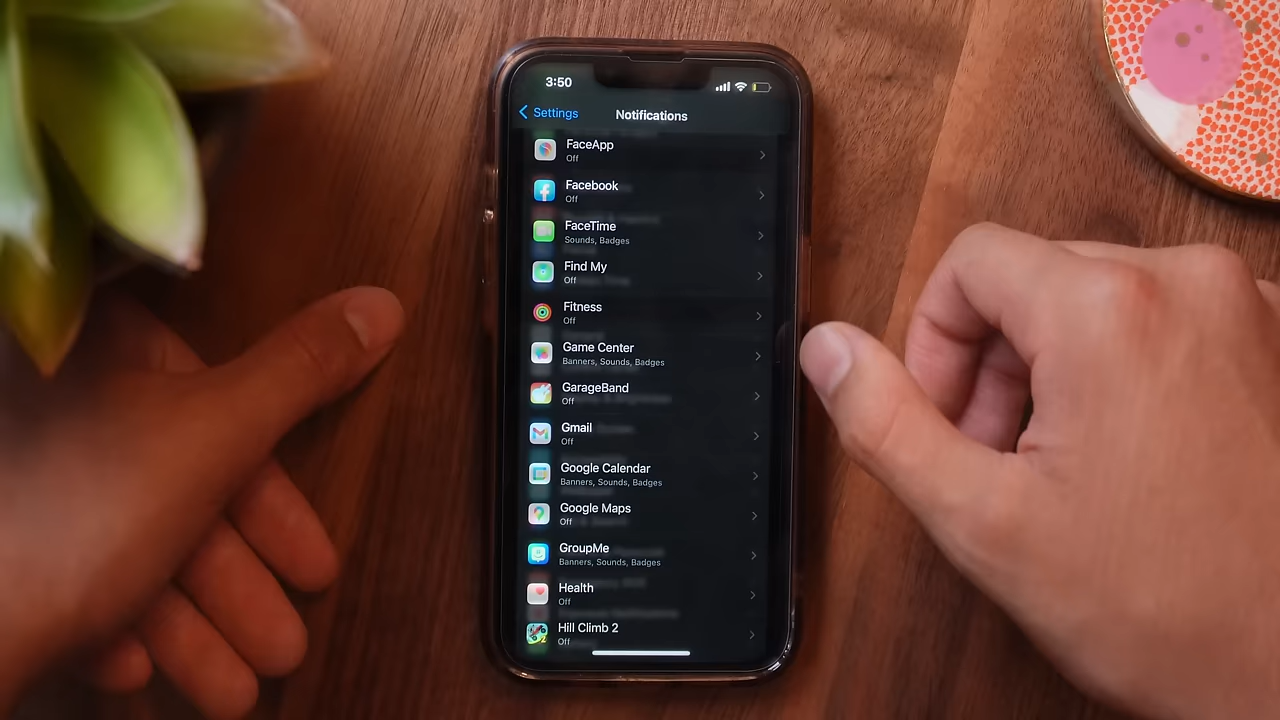 3:50
Settings
Notifications
FaceApp
Off
Facebook
Off
FaceTime
Sounds, Badges
Find My
Off
Fitness
Off
Game Center
Banners, Sounds, Badges
GarageBand
Off
Gmail
Off
Google Calendar
Banners, Sounds, Badges
Google Maps
Off
GroupMe
Banners, Sounds, Badges
Health
Off
Hill Climb 2
Off